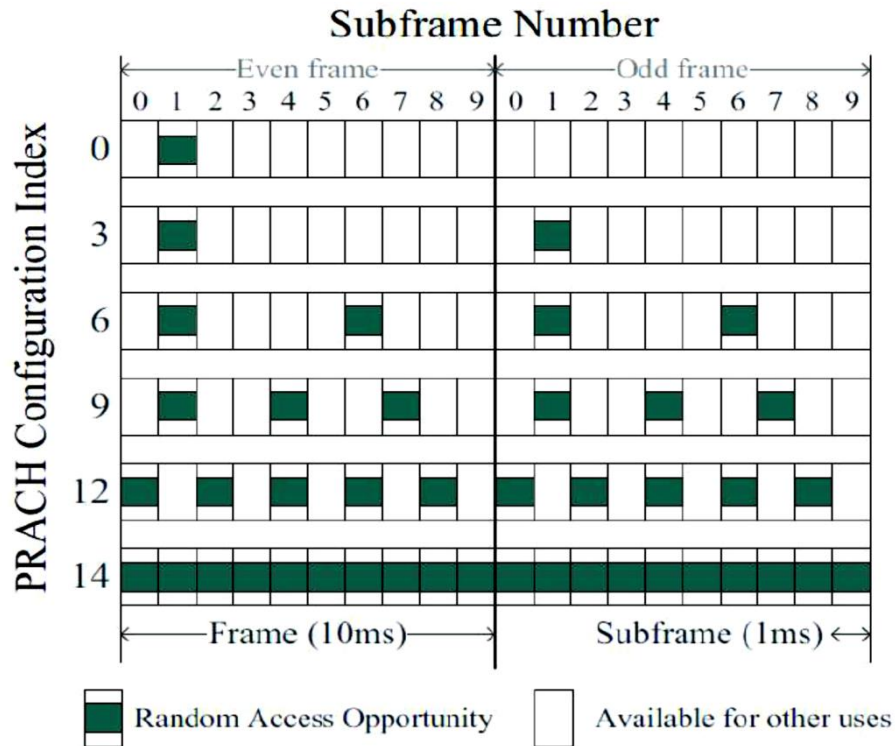 Subframe Number
Even frame Odd frame
0 1 2 3 4 5 6 7 8 9 0 1 2 3 4 5 6 7 8 9
PRACH Configuration Index
0
3
6
9
12
14
Frame (10ms) Subframe (1ms)
Random Access Opportunity Available for other uses